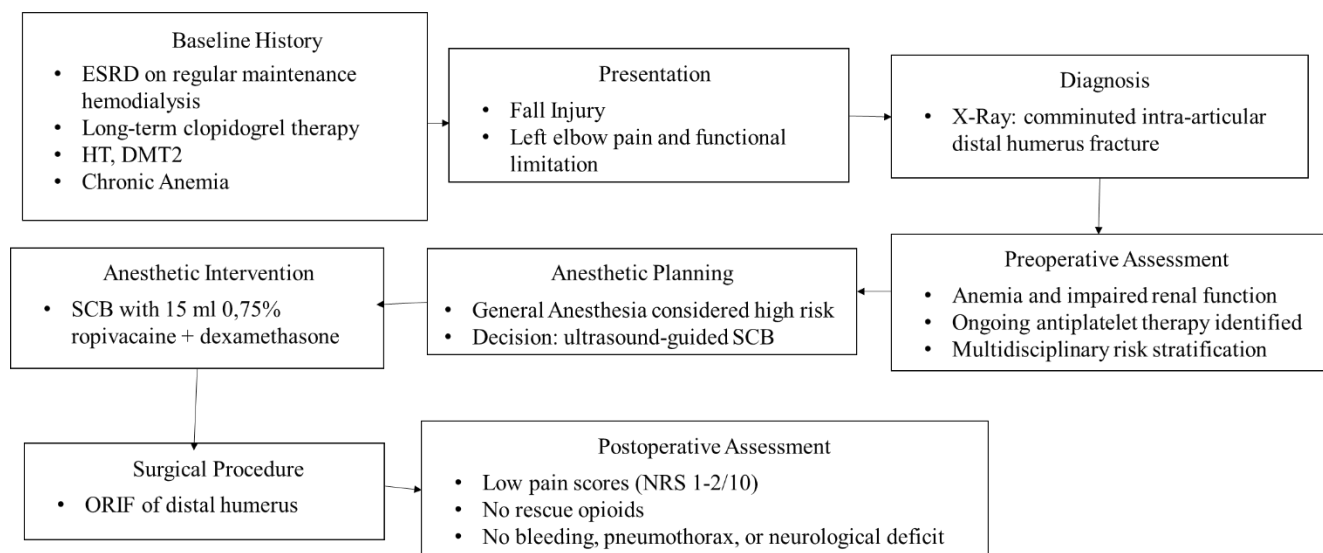 Baseline History
• ESRD on regular maintenance
hemodialysis
• Long-term clopidogrel therapy
• HT, DMT2
• Chronic Anemia
Presentation
• Fall Injury
• Left elbow pain and functional
limitation
Diagnosis
• X-Ray: comminuted intra-articular
distal humerus fracture
Preoperative Assessment
• Anemia and impaired renal function
• Ongoing antiplatelet therapy identified
• Multidisciplinary risk stratification
Anesthetic Planning
• General Anesthesia considered high risk
• Decision: ultrasound-guided SCB
Anesthetic Intervention
• SCB with 15 ml 0,75%
ropivacaine + dexamethasone
Surgical Procedure
• ORIF of distal humerus
Postoperative Assessment
• Low pain scores (NRS 1-2/10)
• No rescue opioids
• No bleeding, pneumothorax, or neurological deficit